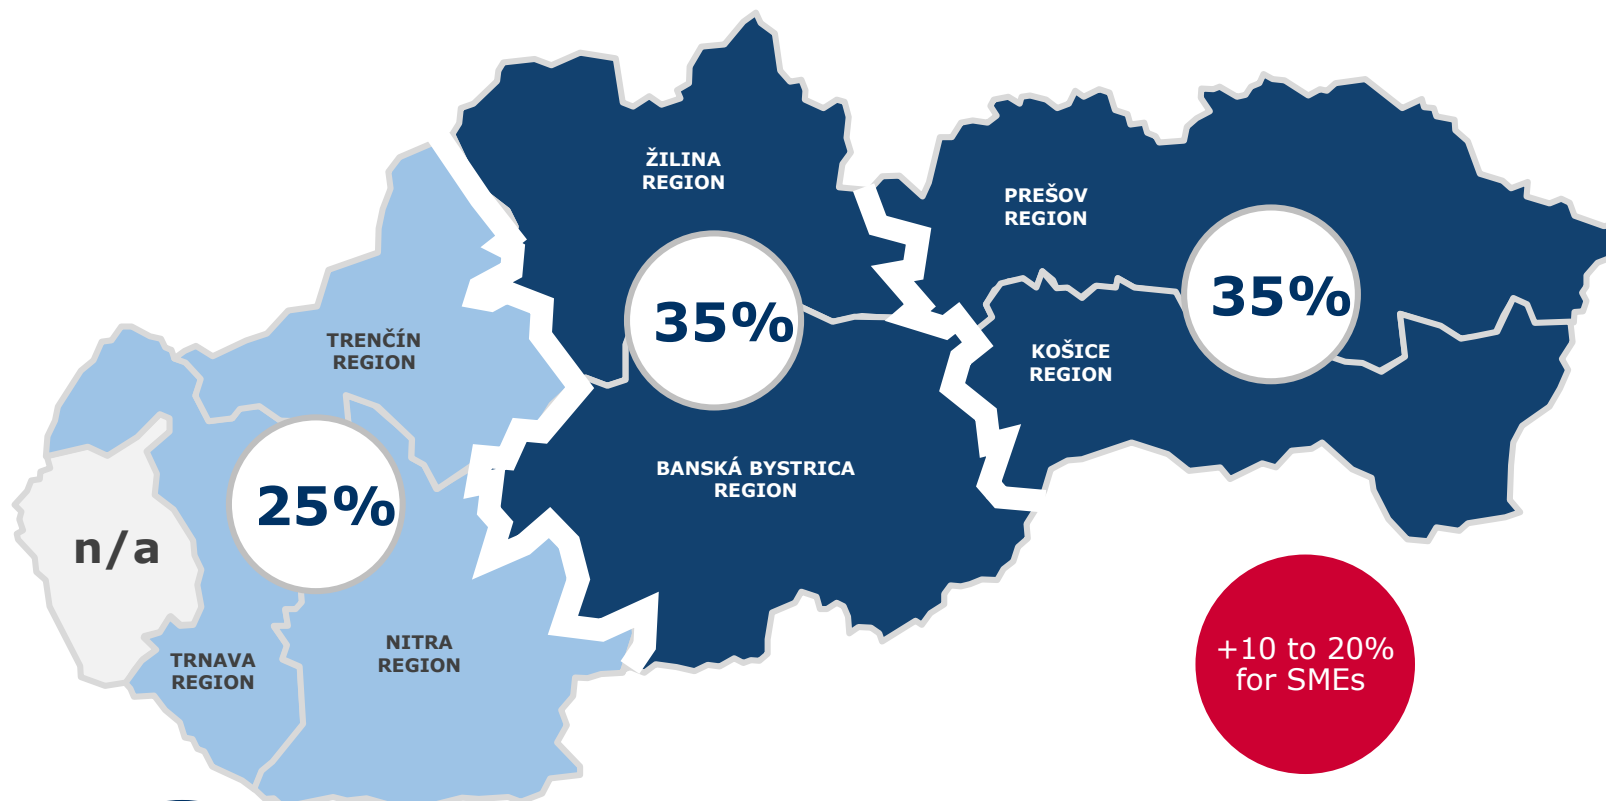 ŽILINA
REGION
PREŠOV
REGION
35%
35%
TRENČÍN
REGION
KOŠICE
REGION
BANSKÁ BYSTRICA
REGION
25%
n/a
NITRA
REGION
TRNAVA
REGION
+10 to 20%
for SMEs